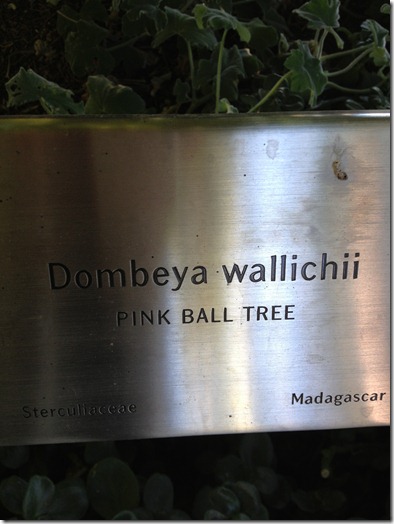 Dombeya wallichii
PINK BALL TREE
Sterculiaceae
Madagascar